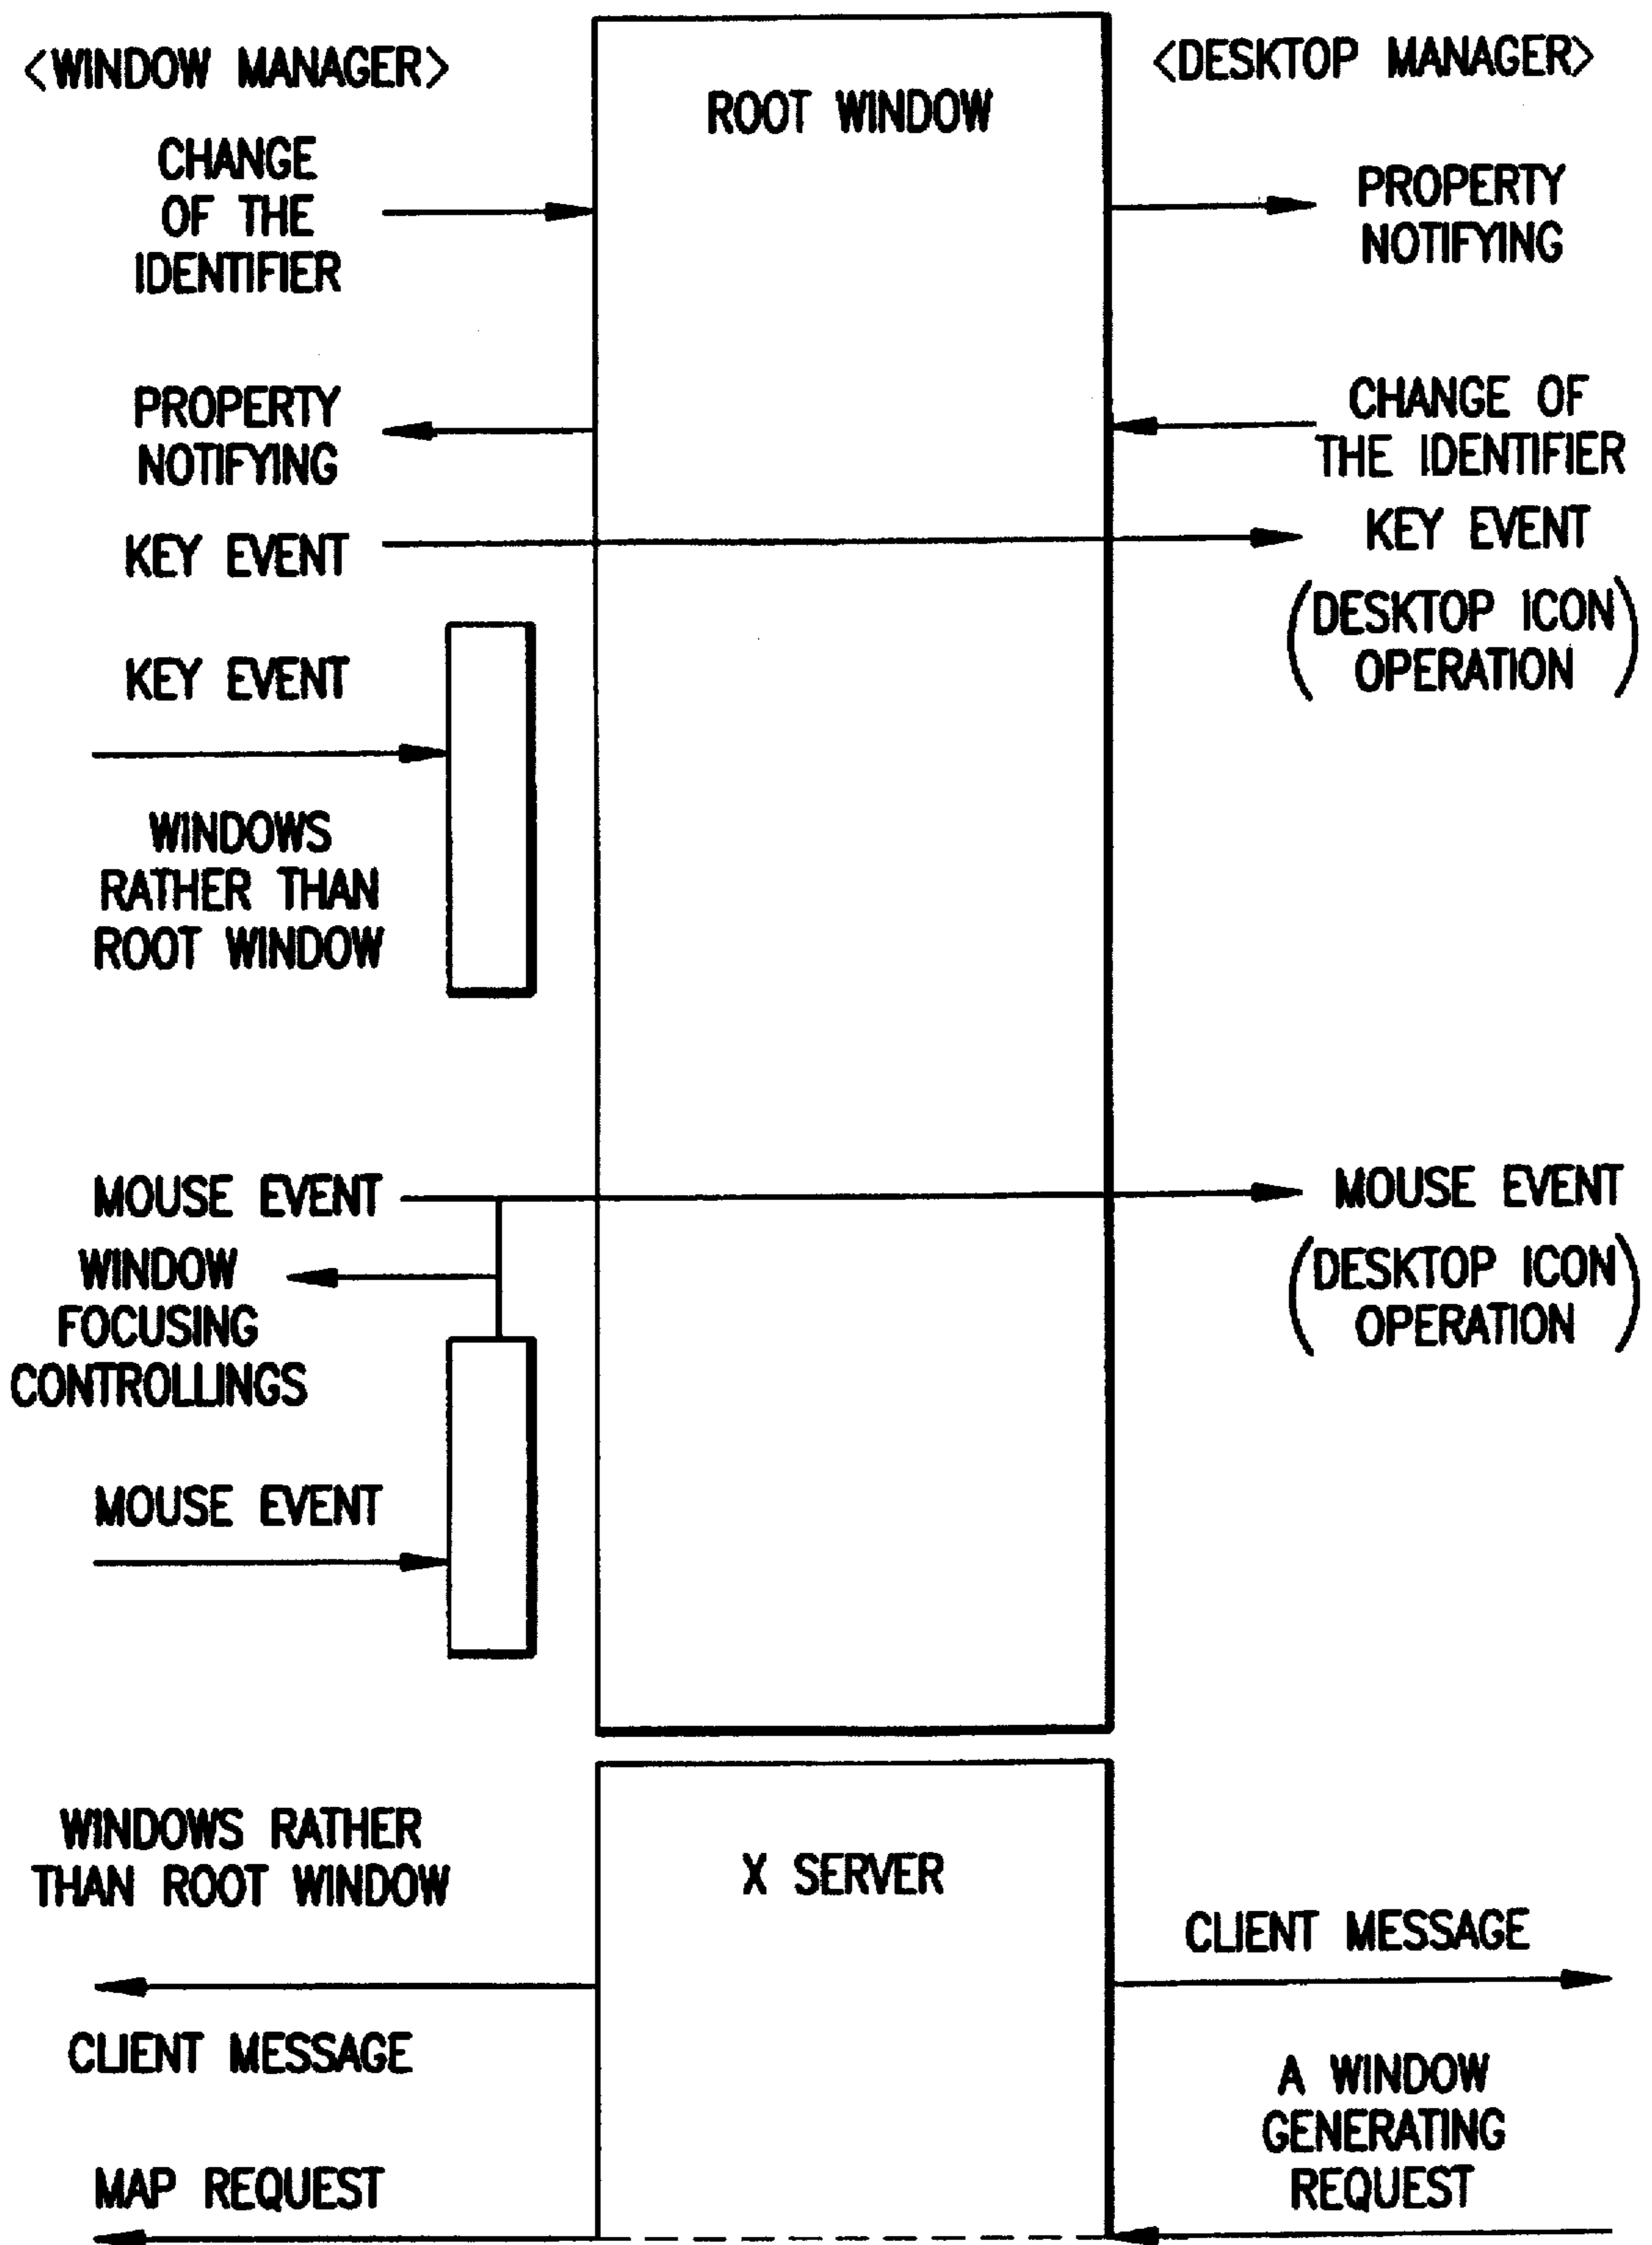 <WINDOW MANAGER>
ROOT WINDOW
<DESKTOP MANAGER>
CHANGE
OF THE
IDENTIFIER
PROPERTY
NOTIFYING
PROPERTY
NOTIFYING
CHANGE OF
THE IDENTIFIER
KEY EVENT
KEY EVENT
(DESKTOP ICON
OPERATION)
KEY EVENT
WINDOWS
RATHER THAN
ROOT WINDOW
MOUSE EVENT
MOUSE EVENT
WINDOW
FOCUSING
CONTROLLINGS
(DESKTOP ICON
OPERATION)
MOUSE EVENT
WINDOWS RATHER
THAN ROOT WINDOW
X SERVER
CLIENT MESSAGE
CLIENT MESSAGE
A WINDOW
GENERATING
REQUEST
MAP REQUEST